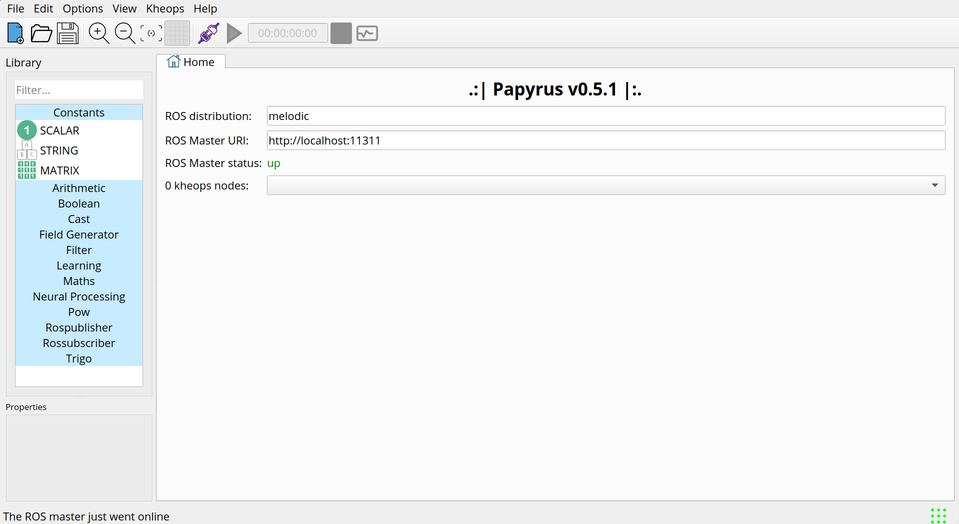 File Edit Options View Kheops Help
00:00:00:00
Library
Filter...
Constants
1 SCALAR
A B C STRING
MATRIX
Arithmetic
Boolean
Cast
Field Generator
Filter
Learning
Maths
Neural Processing
Pow
Rospublisher
Rossubscriber
Trigo
Properties
Home
.:| Papyrus v0.5.1 |:.
ROS distribution: melodic
ROS Master URI: http://localhost:11311
ROS Master status: up
0 kheops nodes:
The ROS master just went online